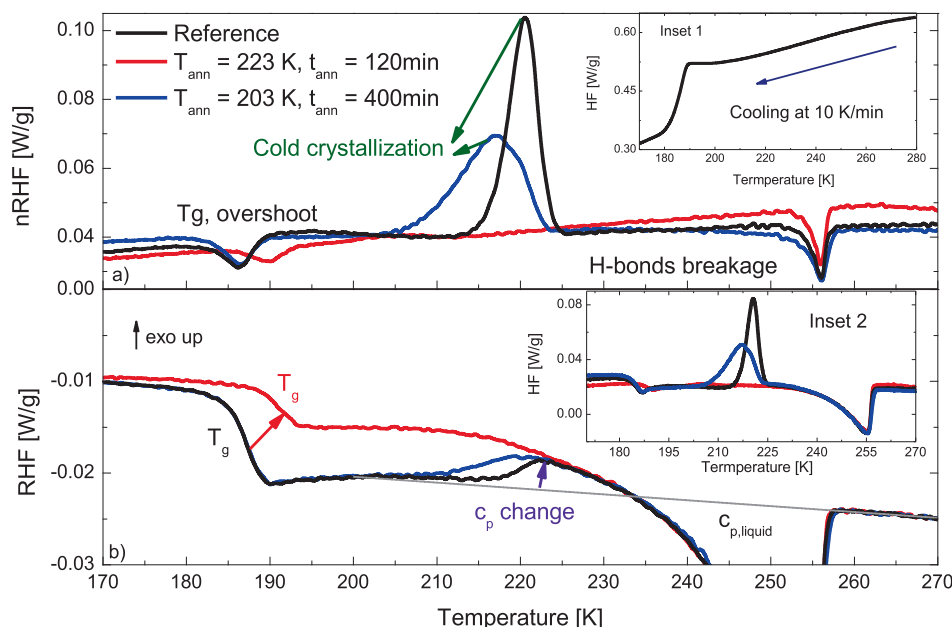 0.10
0.08
0.06
0.04
0.00
nRHF [W/g]
Reference
T_ann = 223 K, t_ann = 120min
T_ann = 203 K, t_ann = 400min
Cold crystallization
Tg, overshoot
a)
H-bonds breakage
Inset 1
0.60
0.45
0.30
HF [W/g]
Cooling at 10 K/min
180 200 220 240 260 280
Termperature [K]
exo up
-0.01
-0.02
-0.03
RHF [W/g]
T_g
T_g
c_p change
c_p,liquid
b)
Inset 2
0.08
0.04
0.00
HF [W/g]
180 195 210 225 240 255 270
Termperature [K]
170 180 190 200 210 220 230 240 250 260 270
Temperature [K]